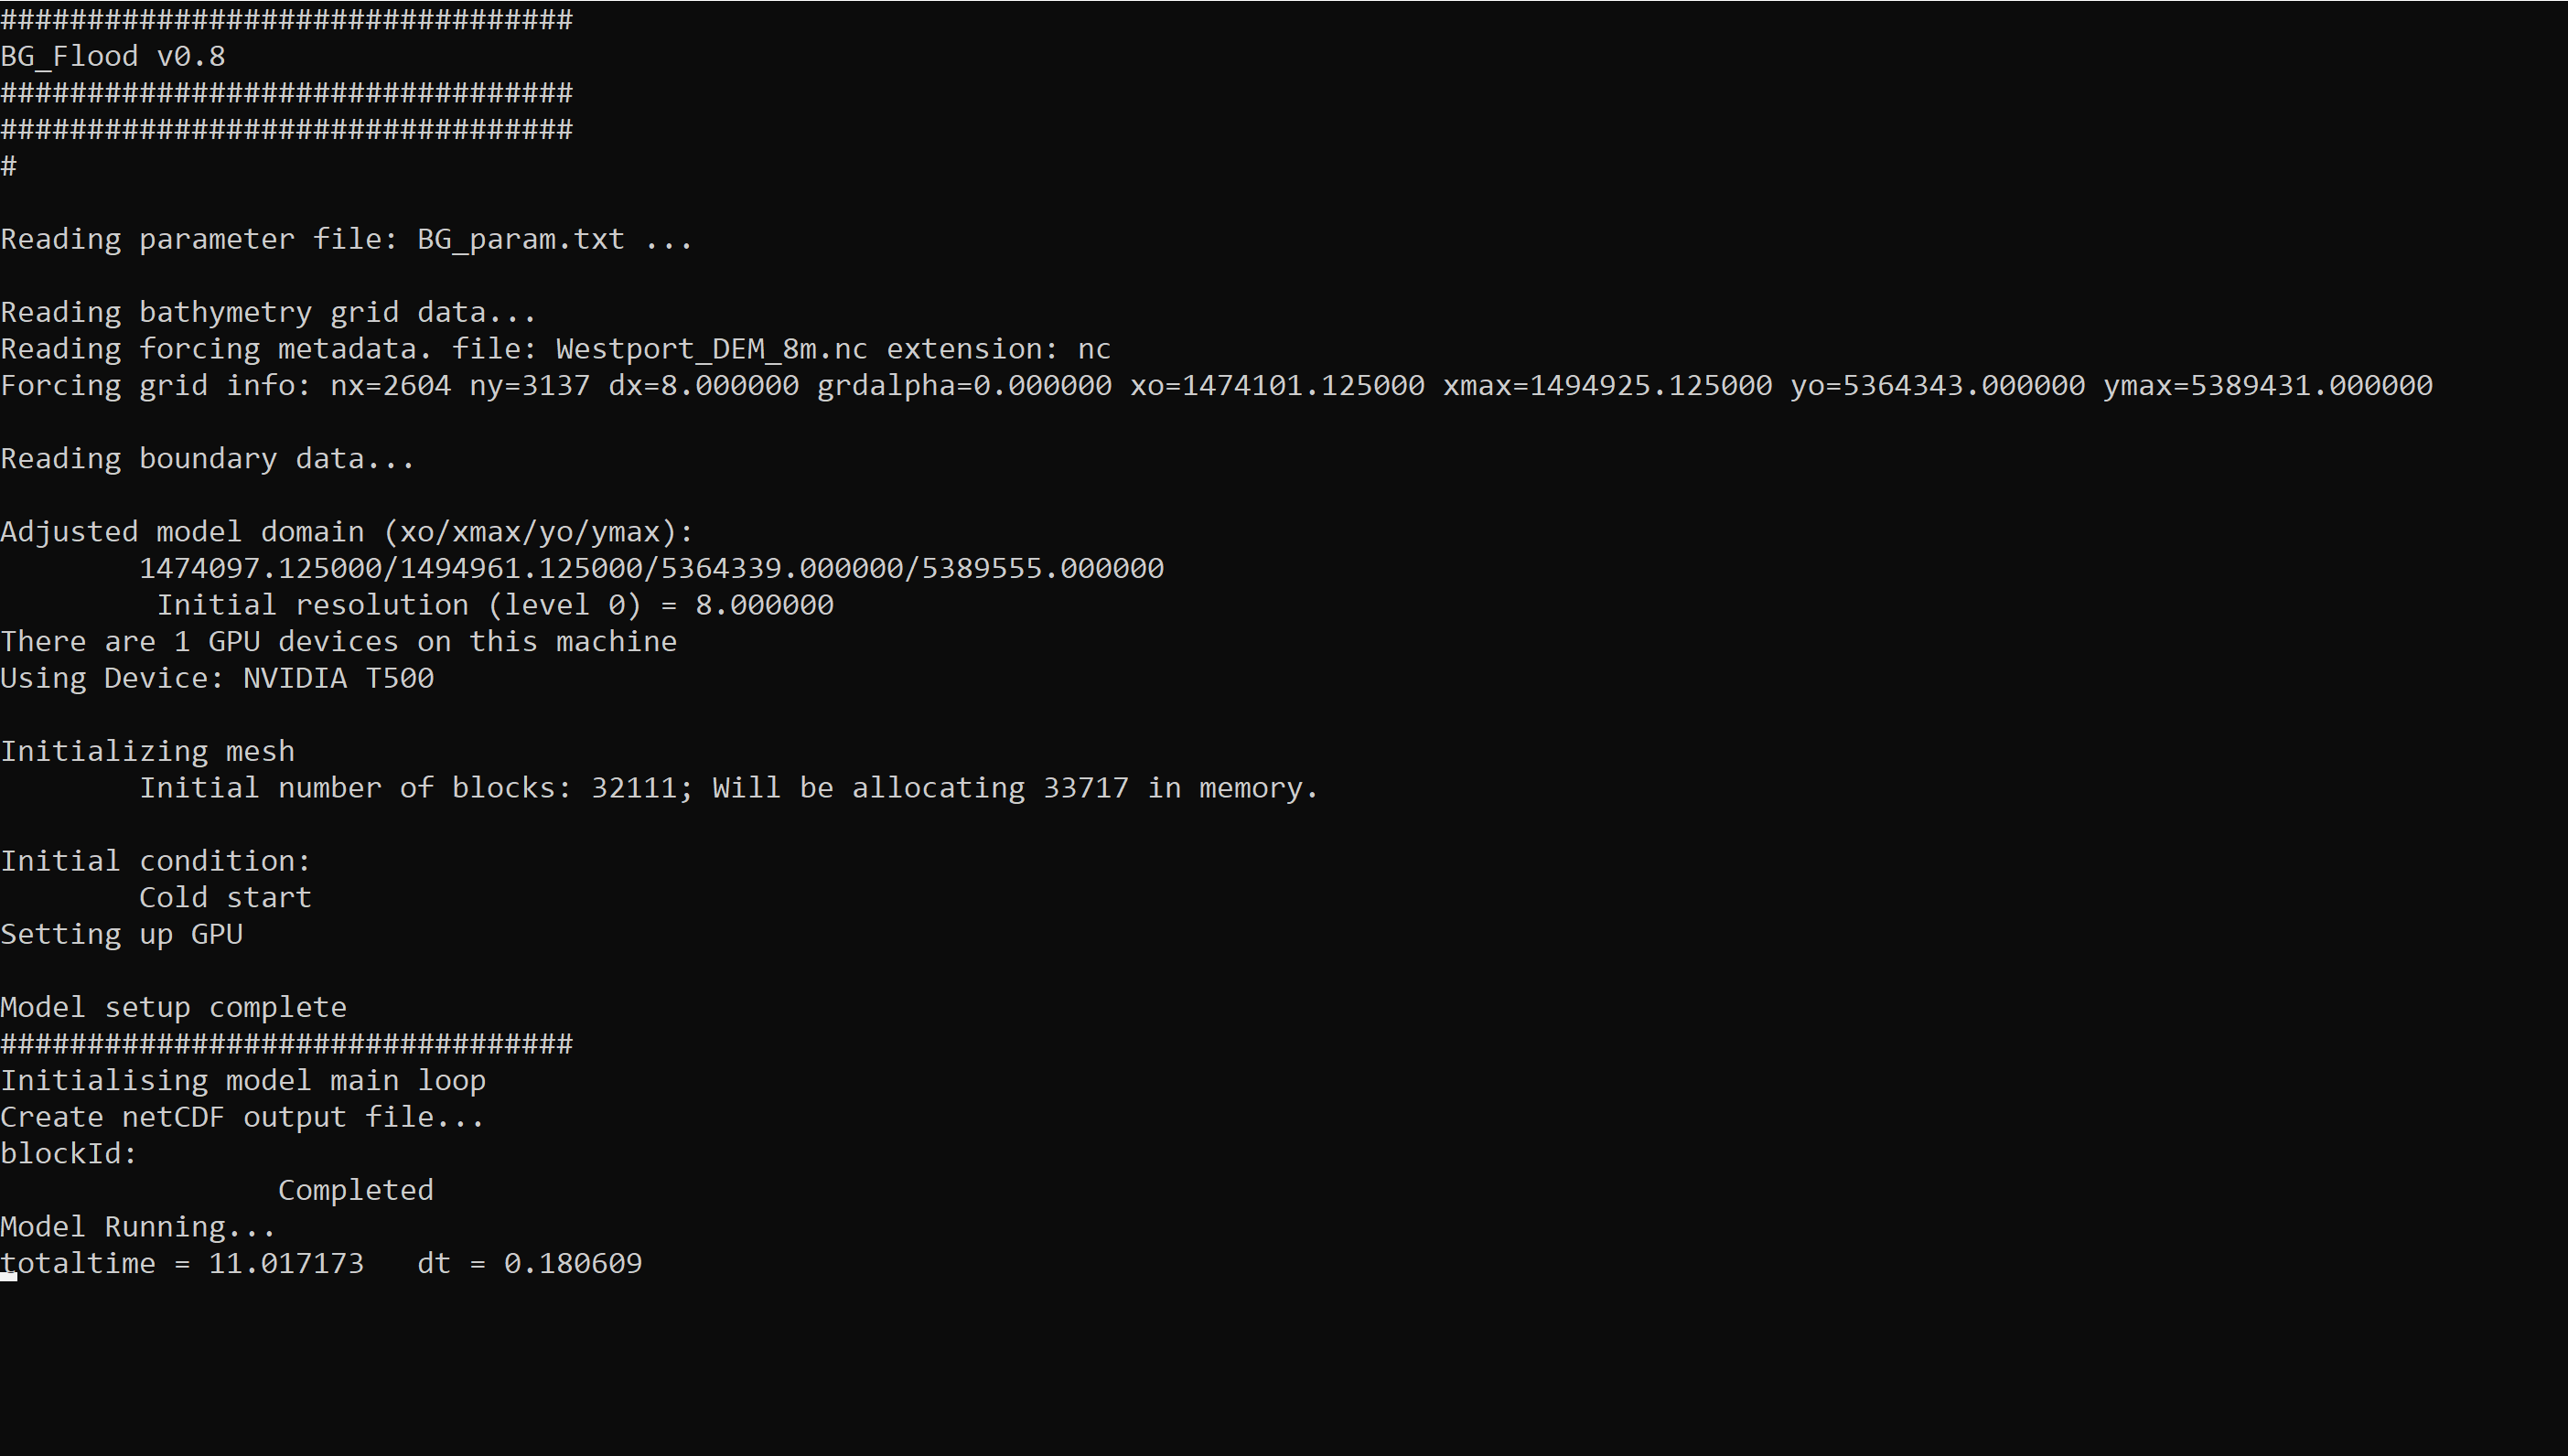 #################################
BG_Flood v0.8
#################################
#################################
#
Reading parameter file: BG_param.txt ...
Reading bathymetry grid data...
Reading forcing metadata. file: Westport_DEM_8m.nc extension: nc
Forcing grid info: nx=2604 ny=3137 dx=8.000000 grdalpha=0.000000 xo=1474101.125000 xmax=1494925.125000 yo=5364343.000000 ymax=5389431.000000
Reading boundary data...
Adjusted model domain (xo/xmax/yo/ymax):
1474097.125000/1494961.125000/5364339.000000/5389555.000000
Initial resolution (level 0) = 8.000000
There are 1 GPU devices on this machine
Using Device: NVIDIA T500
Initializing mesh
Initial number of blocks: 32111; Will be allocating 33717 in memory.
Initial condition:
Cold start
Setting up GPU
Model setup complete
#################################
Initialising model main loop
Create netCDF output file...
blockId:
Completed
Model Running...
totaltime = 11.017173   dt = 0.180609